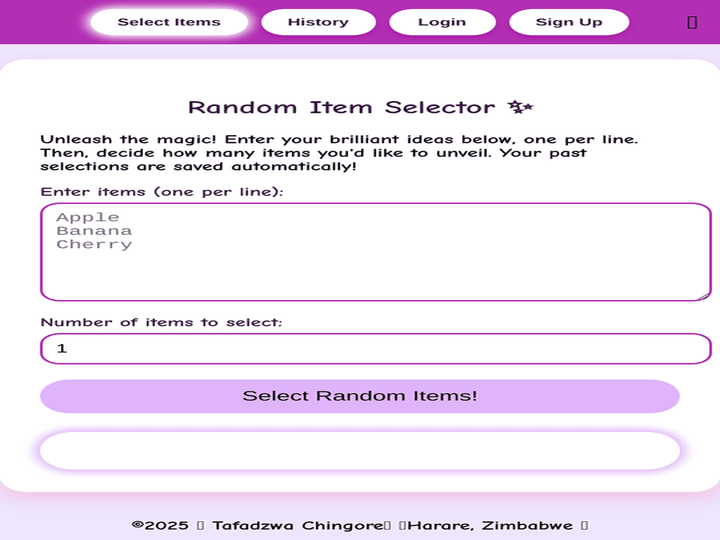 Select Items History Login Sign Up
Random Item Selector ✨
Unleash the magic! Enter your brilliant ideas below, one per line.
Then, decide how many items you'd like to unveil. Your past
selections are saved automatically!
Enter items (one per line):
Apple
Banana
Cherry
Number of items to select:
1
Select Random Items!
©2025 ▯ Tafadzwa Chingore▯ ▯Harare, Zimbabwe ▯